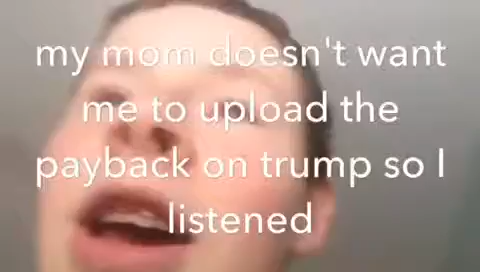 my mom doesn't want
me to upload the
payback on trump so I
listened